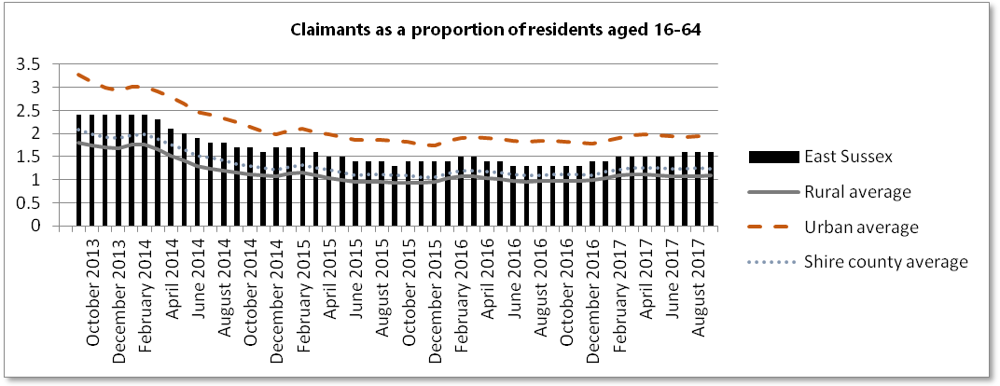 Claimants as a proportion of residents aged 16-64
3.5
3
2.5
2
1.5
1
0.5
0
October 2013
December 2013
February 2014
April 2014
June 2014
August 2014
October 2014
December 2014
February 2015
April 2015
June 2015
August 2015
October 2015
December 2015
February 2016
April 2016
June 2016
August 2016
October 2016
December 2016
February 2017
April 2017
June 2017
August 2017
East Sussex
Rural average
Urban average
Shire county average